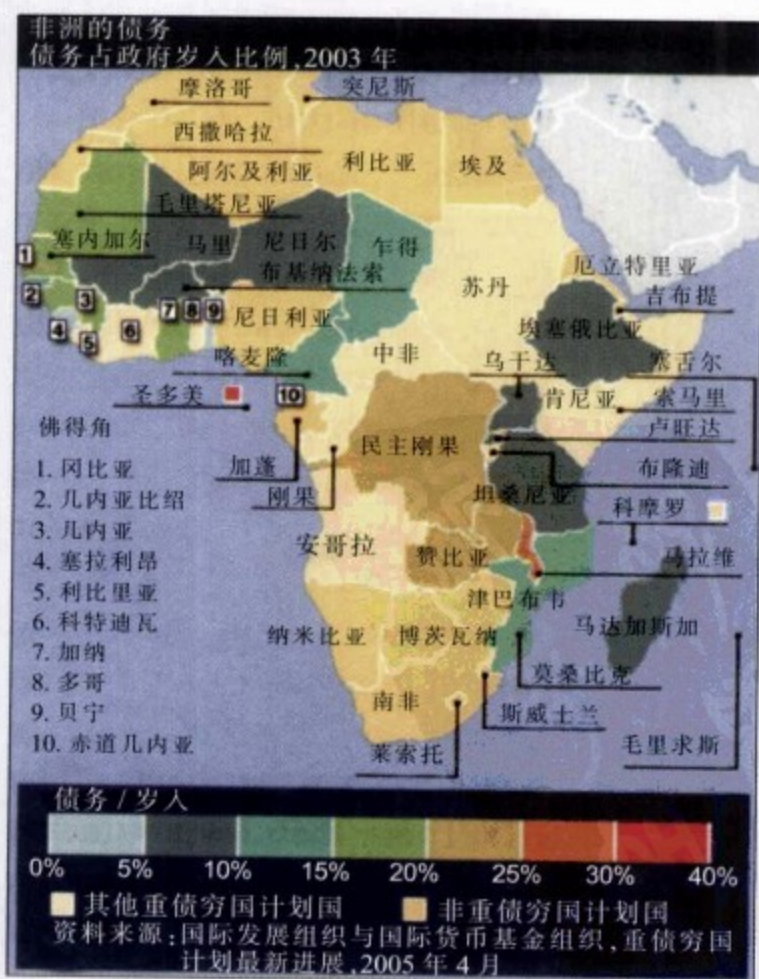 非洲的债务
债务占政府岁入比例,2003 年
摩洛哥
突尼斯
西撒哈拉
阿尔及利亚
利比亚
埃及
毛里塔尼亚
塞内加尔
马里
尼日尔
乍得
布基纳法索
苏丹
厄立特里亚
吉布提
1
2
3
4
5
6
7
8
9
尼日利亚
埃塞俄比亚
喀麦隆
中非
乌干达
塞舌尔
圣多美
10
肯尼亚
索马里
卢旺达
佛得角
民主刚果
加蓬
刚果
布隆迪
坦桑尼亚
科摩罗
1. 冈比亚
2. 几内亚比绍
3. 几内亚
4. 塞拉利昂
5. 利比里亚
6. 科特迪瓦
7. 加纳
8. 多哥
9. 贝宁
10. 赤道几内亚
安哥拉
赞比亚
马拉维
津巴布韦
纳米比亚
博茨瓦纳
马达加斯加
莫桑比克
南非
斯威士兰
莱索托
毛里求斯
债务 / 岁入
0% 5% 10% 15% 20% 25% 30% 40%
其他重债穷国计划国
非重债穷国计划国
资料来源:国际发展组织与国际货币基金组织,重债穷国
计划最新进展,2005 年 4 月